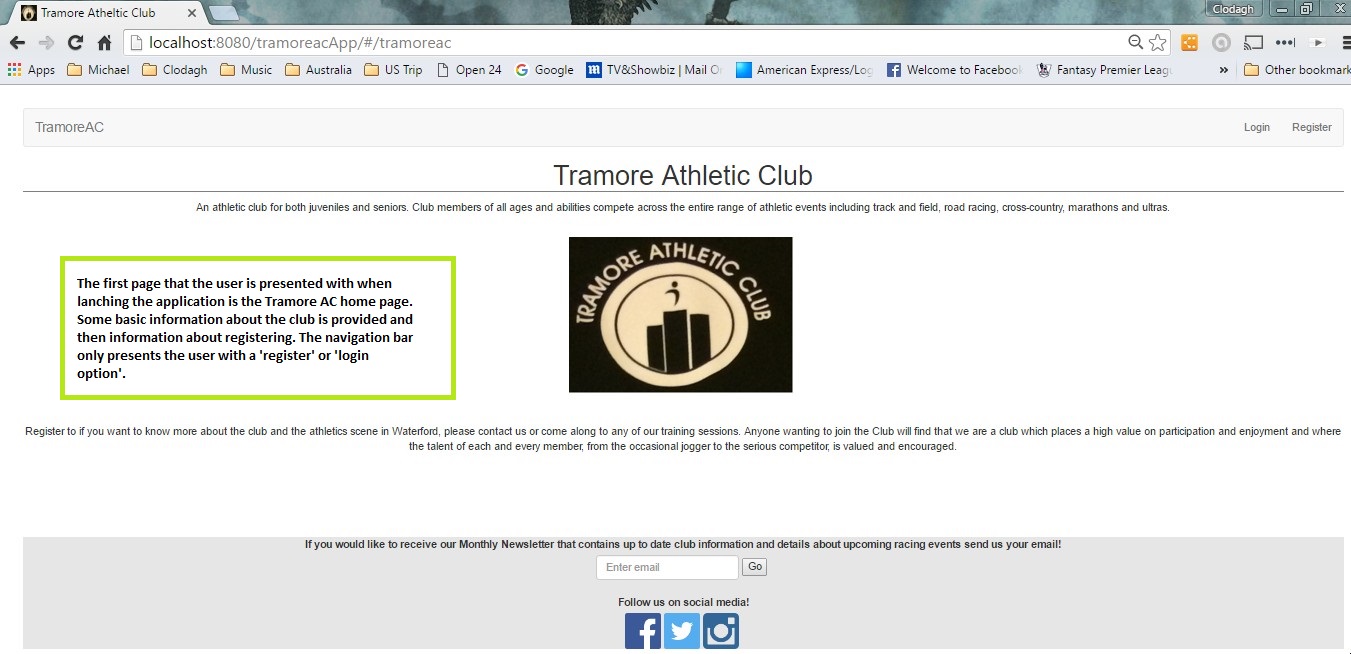 Tramore Atheltic Club
Clodagh
localhost:8080/tramoreacApp/#/tramoreac
Apps Michael Clodagh Music Australia US Trip Open 24 Google TV&Showbiz | Mail Or American Express/Log Welcome to Facebook Fantasy Premier Leag » Other bookmark
TramoreAC Login Register
Tramore Athletic Club
An athletic club for both juveniles and seniors. Club members of all ages and abilities compete across the entire range of athletic events including track and field, road racing, cross-country, marathons and ultras.
TRAMORE ATHLETIC CLUB
The first page that the user is presented with when
lanching the application is the Tramore AC home page.
Some basic information about the club is provided and
then information about registering. The navigation bar
only presents the user with a 'register' or 'login
option'.
Register to if you want to know more about the club and the athletics scene in Waterford, please contact us or come along to any of our training sessions. Anyone wanting to join the Club will find that we are a club which places a high value on participation and enjoyment and where
the talent of each and every member, from the occasional jogger to the serious competitor, is valued and encouraged.
If you would like to receive our Monthly Newsletter that contains up to date club information and details about upcoming racing events send us your email!
Enter email Go
Follow us on social media!